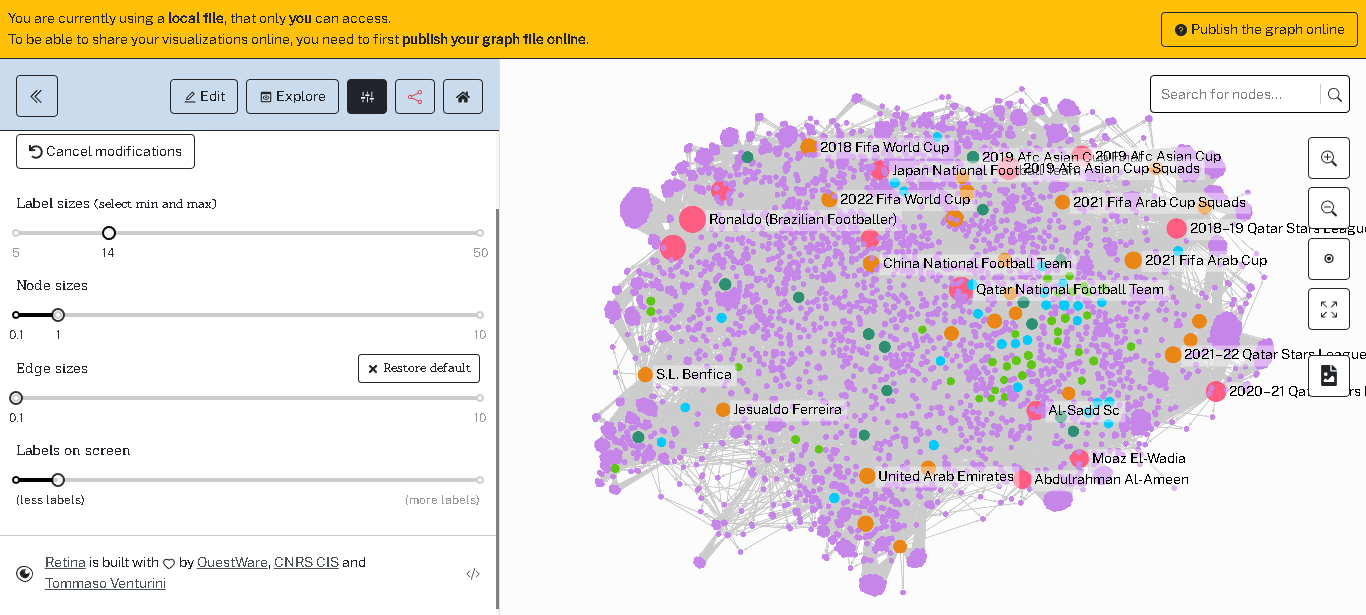 You are currently using a local file, that only you can access.
To be able to share your visualizations online, you need to first publish your graph file online.
Publish the graph online
Edit
Explore
Cancel modifications
Label sizes (select min and max)
5
14
50
Node sizes
0.1
1
10
Edge sizes
Restore default
0.1
10
Labels on screen
(less labels)
(more labels)
Retina is built with by OuestWare, CNRS CIS and
Tommaso Venturini
Search for nodes...
2018 Fifa World Cup
2019 Afc Asian Cup
2019 Afc Asian Cup
Japan National Football Team
2019 Afc Asian Cup Squads
2022 Fifa World Cup
2021 Fifa Arab Cup Squads
Ronaldo (Brazilian Footballer)
2018–19 Qatar Stars League
China National Football Team
2021 Fifa Arab Cup
Qatar National Football Team
2021–22 Qatar Stars League
S.L. Benfica
2020–21 Qatar Stars
Jesualdo Ferreira
Al-Sadd Sc
Moaz El-Wadia
United Arab Emirates
Abdulrahman Al-Ameen